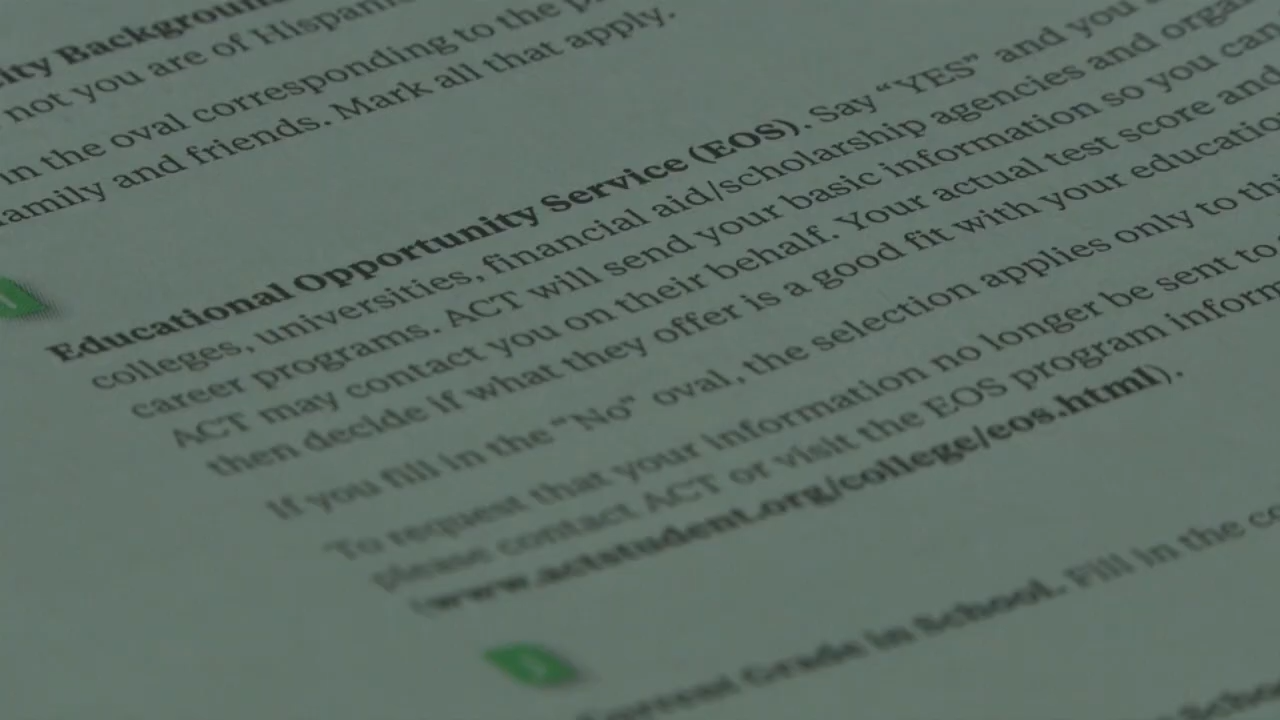 ity Background
not you are of Hispanic
in the oval corresponding to the p
family and friends. Mark all that apply.
Educational Opportunity Service (EOS). Say “YES” and you
colleges, universities, financial aid/scholarship agencies and organ
career programs. ACT will send your basic information so you can
ACT may contact you on their behalf. Your actual test score and
then decide if what they offer is a good fit with your education
If you fill in the “No” oval, the selection applies only to thi
To request that your information no longer be sent to
please contact ACT or visit the EOS program inform
(www.actstudent.org/college/eos.html).
J
Current Grade in School. Fill in the co
School